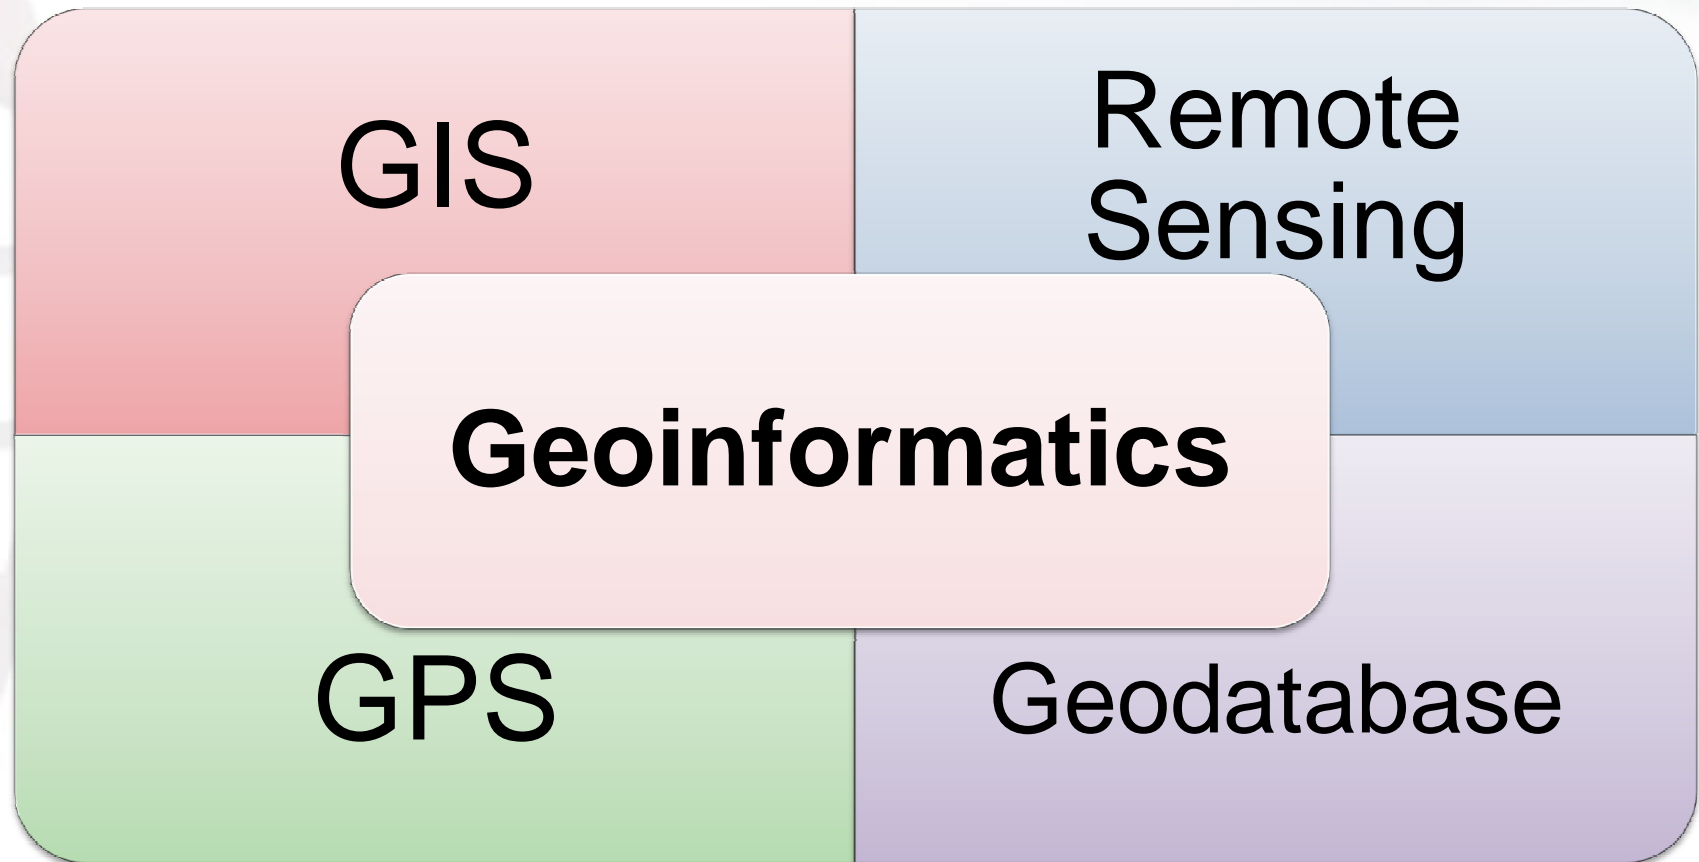 GIS
Remote
Sensing
Geoinformatics
GPS
Geodatabase